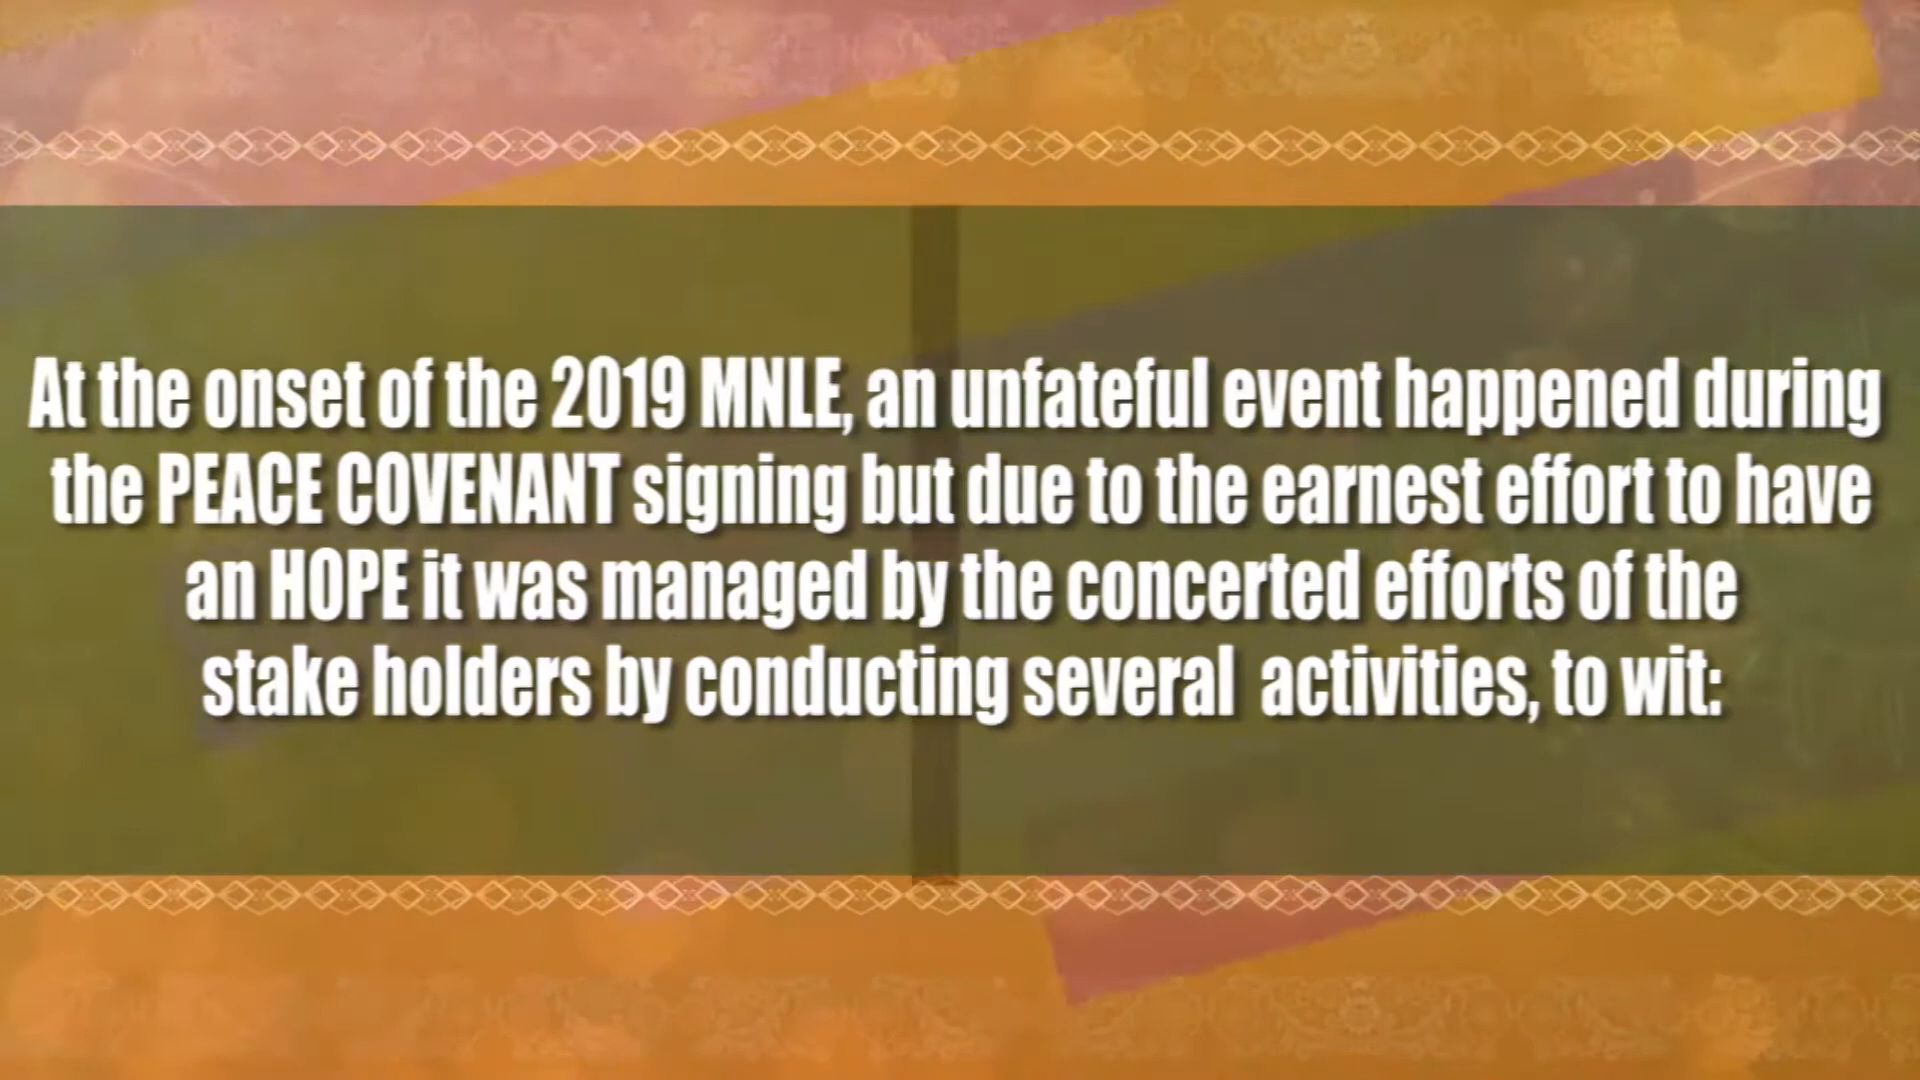 At the onset of the 2019 MNLE, an unfateful event happened during
the PEACE COVENANT signing but due to the earnest effort to have
an HOPE it was managed by the concerted efforts of the
stake holders by conducting several  activities, to wit: